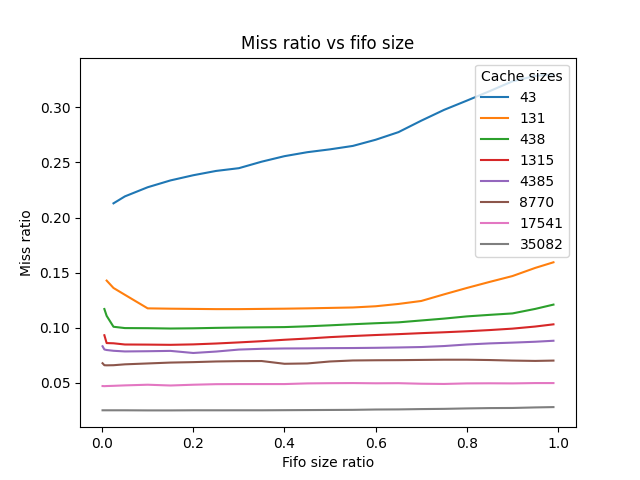 Miss ratio vs fifo size
Cache sizes
43
131
438
1315
4385
8770
17541
35082
Miss ratio
0.30
0.25
0.20
0.15
0.10
0.05
0.0 0.2 0.4 0.6 0.8 1.0
Fifo size ratio